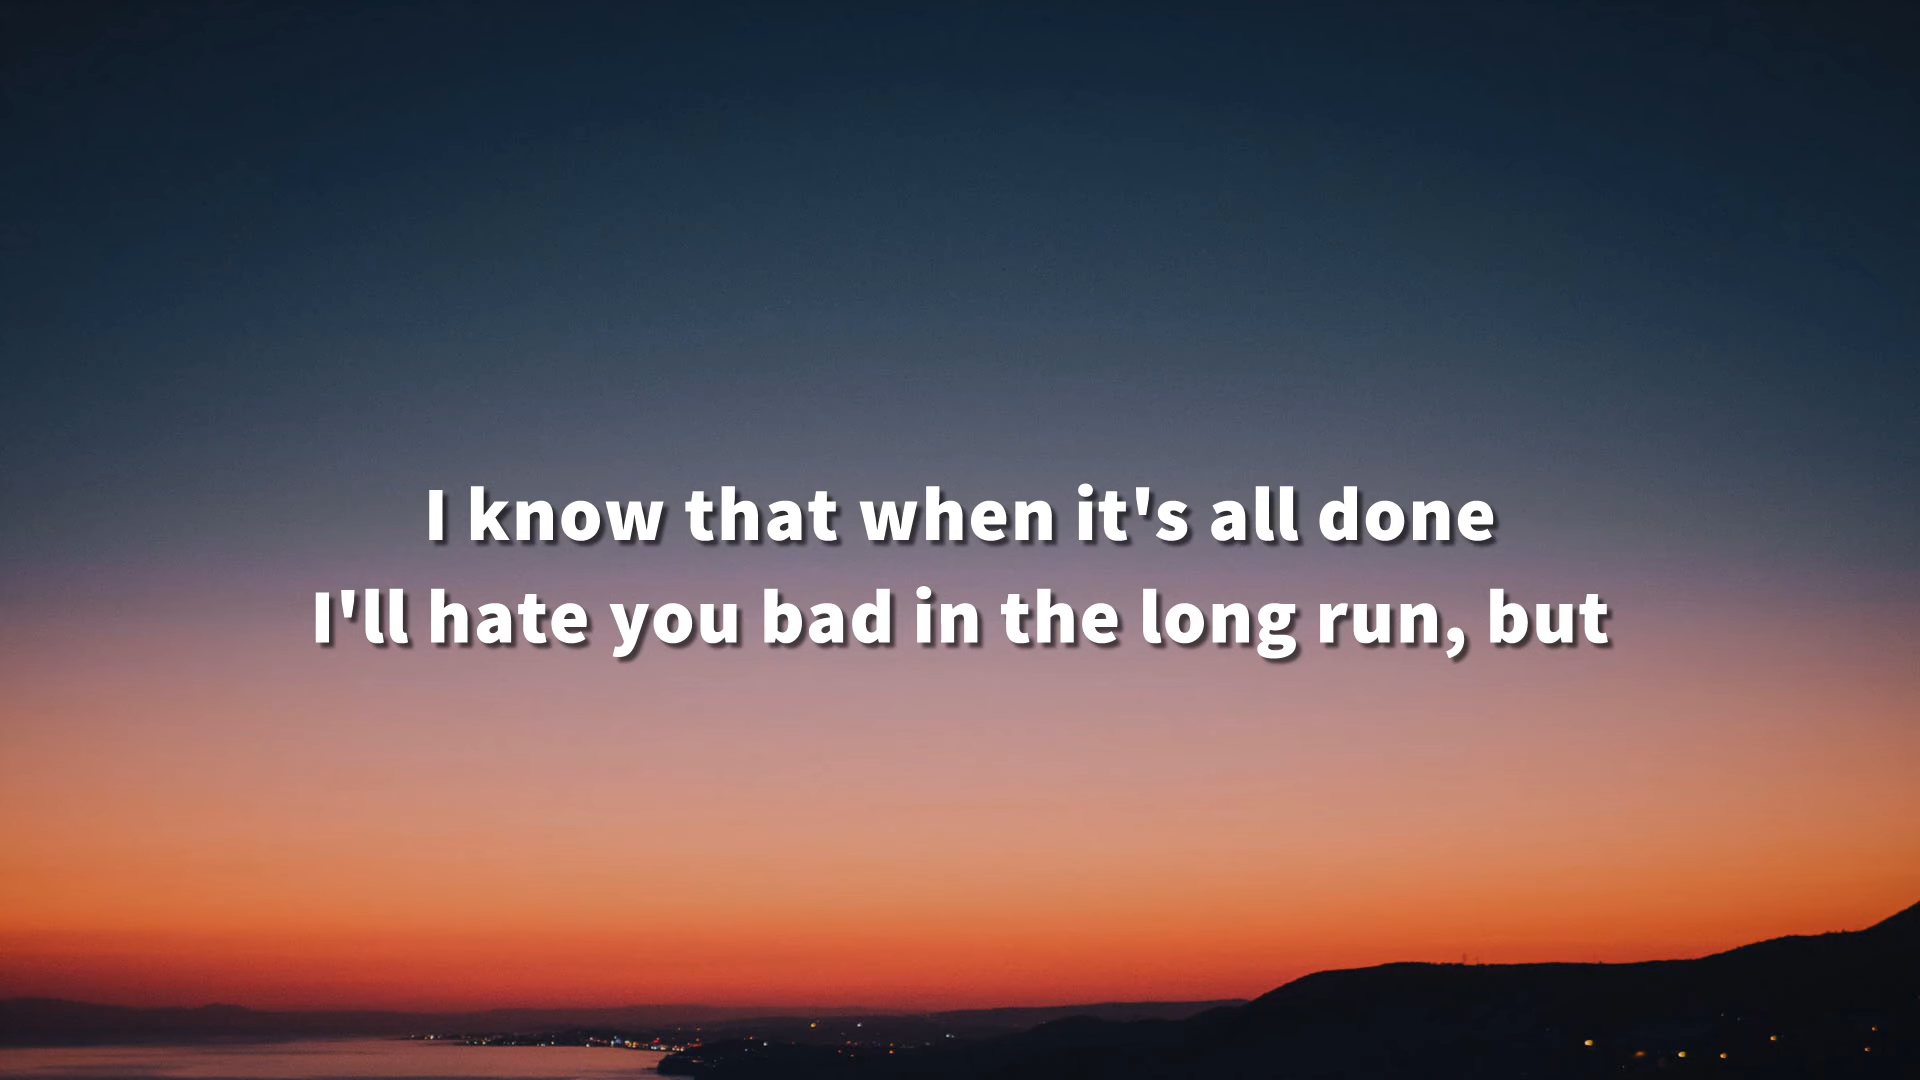 I know that when it's all done
I'll hate you bad in the long run, but